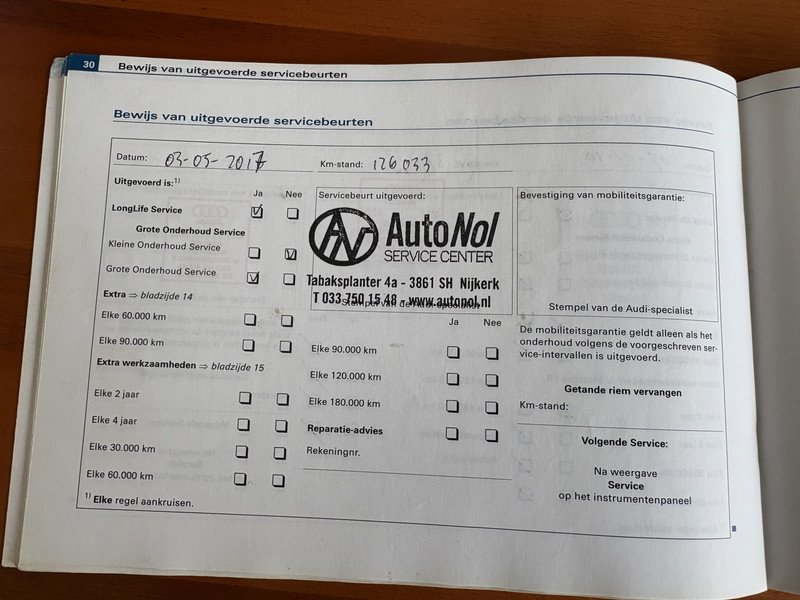 30 Bewijs van uitgevoerde servicebeurten
Bewijs van uitgevoerde servicebeurten
Datum: 03-05-2017 Km-stand: 126033
Uitgevoerd is:1)
Ja Nee
LongLife Service
Grote Onderhoud Service
Kleine Onderhoud Service
Grote Onderhoud Service
Extra ⇒ bladzijde 14
Elke 60.000 km
Elke 90.000 km
Extra werkzaamheden ⇒ bladzijde 15
Elke 2 jaar
Elke 4 jaar
Elke 30.000 km
Elke 60.000 km
1) Elke regel aankruisen.
Servicebeurt uitgevoerd:
AN AutoNol
SERVICE CENTER
Tabaksplanter 4a - 3861 SH Nijkerk
T 033 750 15 48 - www.autonol.nl
Stempel van de Audi-specialist
Ja Nee
Elke 90.000 km
Elke 120.000 km
Elke 180.000 km
Reparatie-advies
Rekeningnr.
Bevestiging van mobiliteitsgarantie:
Stempel van de Audi-specialist
De mobiliteitsgarantie geldt alleen als het
onderhoud volgens de voorgeschreven ser-
vice-intervallen is uitgevoerd.
Getande riem vervangen
Km-stand:
Volgende Service:
Na weergave
Service
op het instrumentenpaneel